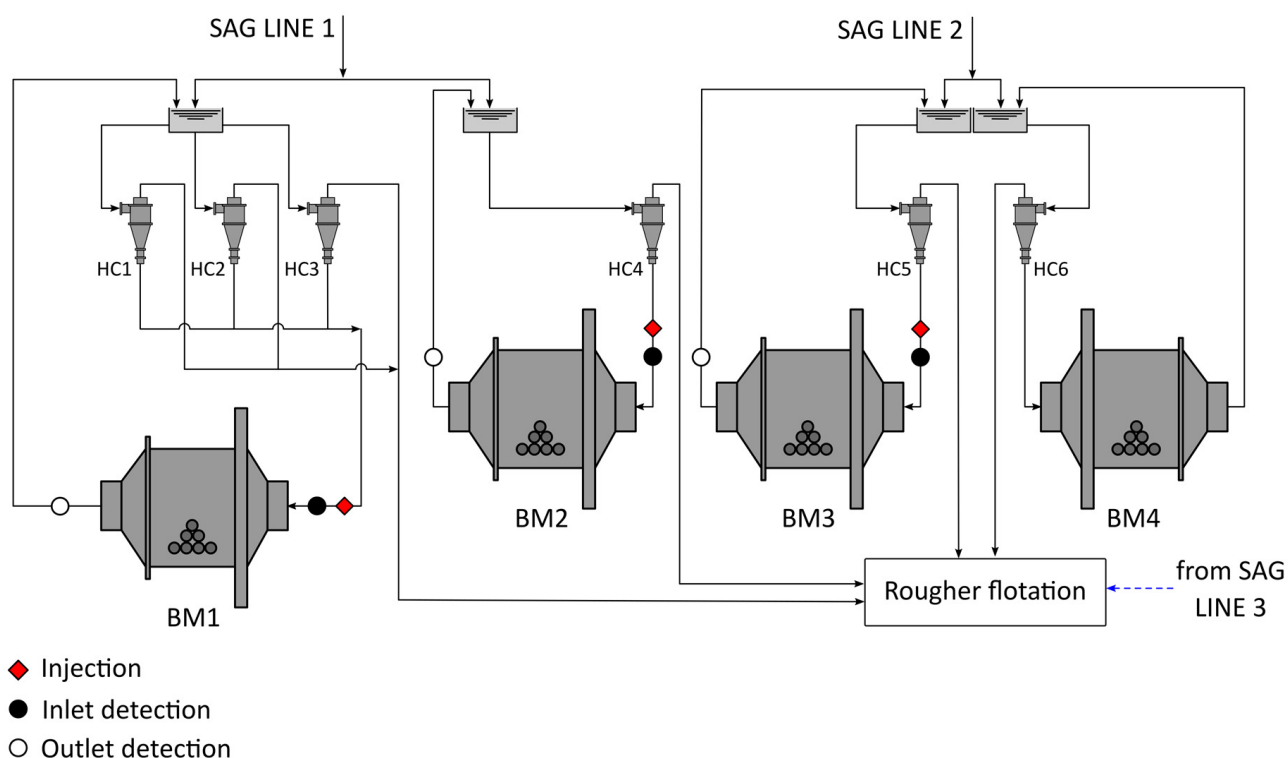 SAG LINE 1
SAG LINE 2
HC1
HC2
HC3
HC4
HC5
HC6
BM2
BM3
BM4
Rougher flotation
from SAG
LINE 3
BM1
Injection
Inlet detection
Outlet detection